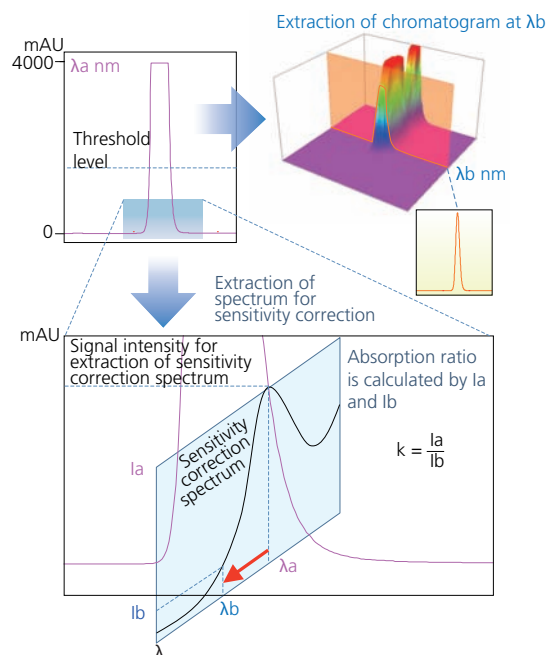 Extraction of chromatogram at λb
mAU
4000
λa nm
Threshold
level
0
λb nm
Extraction of
spectrum for
sensitivity correction
mAU
Signal intensity for
extraction of sensitivity
correction spectrum
Absorption ratio
is calculated by Ia
and Ib
k = Ia
Ib
Ia
Sensitivity
correction
spectrum
λa
Ib
λb
λ